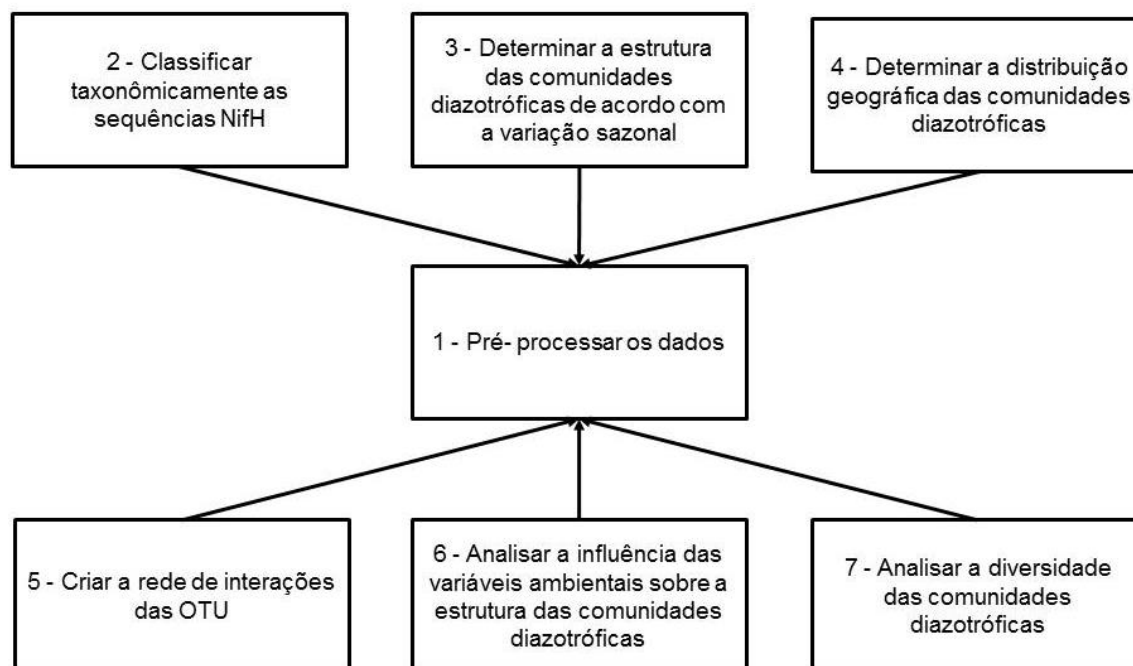 2 - Classificar
taxonômicamente as
sequências NifH
3 - Determinar a estrutura
das comunidades
diazotróficas de acordo com
a variação sazonal
4 - Determinar a distribuição
geográfica das comunidades
diazotróficas
1 - Pré- processar os dados
5 - Criar a rede de interações
das OTU
6 - Analisar a influência das
variáveis ambientais sobre a
estrutura das comunidades
diazotróficas
7 - Analisar a diversidade
das comunidades
diazotróficas